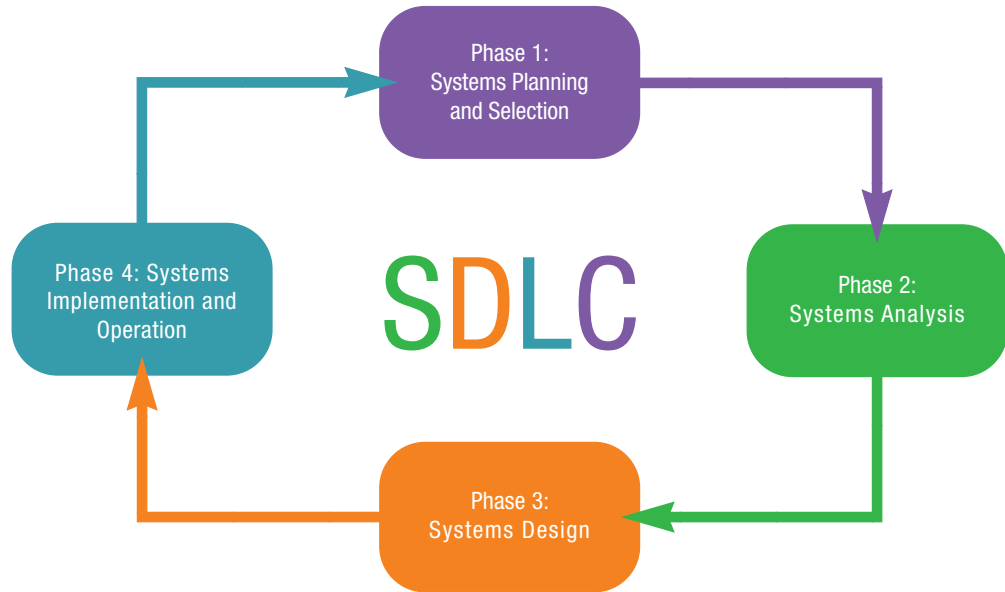 Phase 1:
Systems Planning
and Selection
Phase 4: Systems
Implementation and
Operation
SDLC
Phase 2:
Systems Analysis
Phase 3:
Systems Design